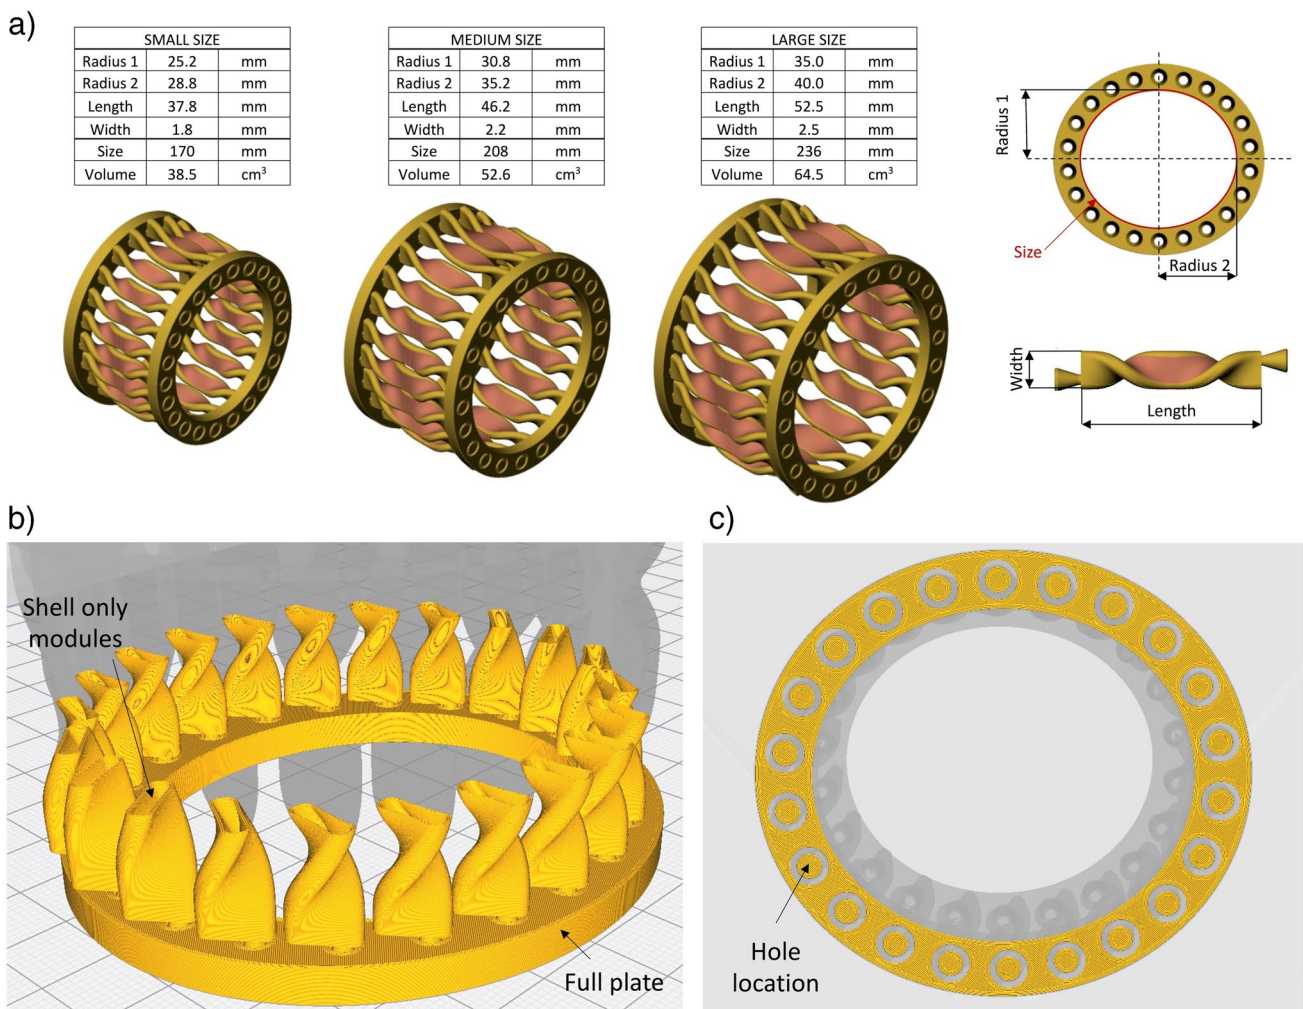 a)
SMALL SIZE
Radius 1 25.2 mm
Radius 2 28.8 mm
Length 37.8 mm
Width 1.8 mm
Size 170 mm
Volume 38.5 cm³
MEDIUM SIZE
Radius 1 30.8 mm
Radius 2 35.2 mm
Length 46.2 mm
Width 2.2 mm
Size 208 mm
Volume 52.6 cm³
LARGE SIZE
Radius 1 35.0 mm
Radius 2 40.0 mm
Length 52.5 mm
Width 2.5 mm
Size 236 mm
Volume 64.5 cm³
Radius 1
Size
Radius 2
Width
Length
b)
Shell only
modules
Full plate
c)
Hole
location